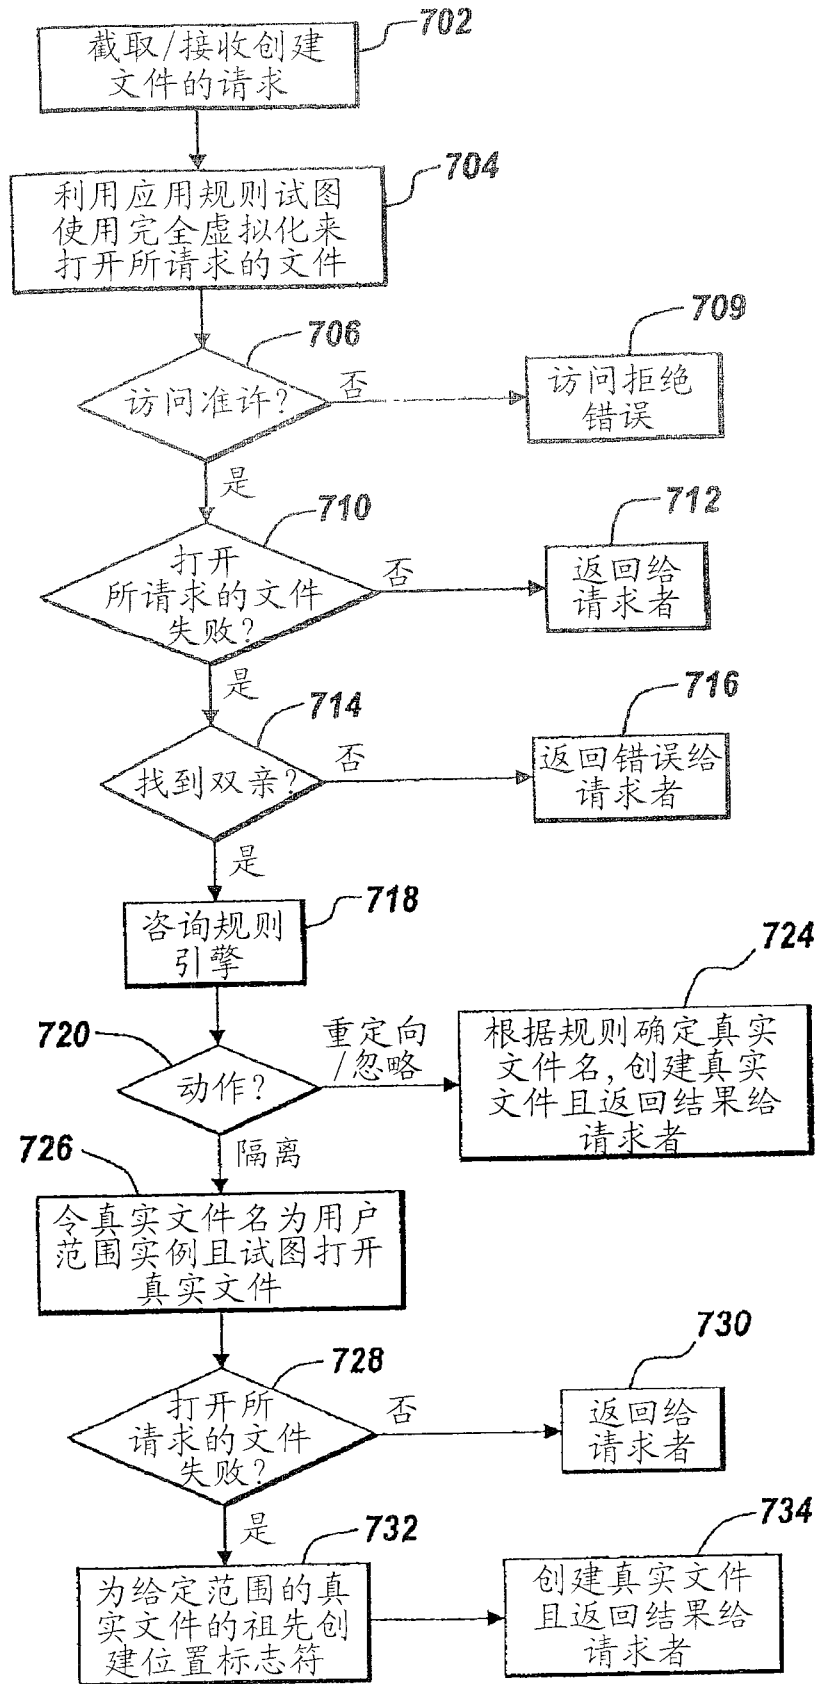 702
截取/接收创建
文件的请求
704
利用应用规则试图
使用完全虚拟化来
打开所请求的文件
706
访问准许?
否
709
访问拒绝
错误
是
710
打开
所请求的文件
失败?
否
712
返回给
请求者
是
714
找到双亲?
否
716
返回错误给
请求者
是
718
咨询规则
引擎
720
动作?
重定向
/忽略
724
根据规则确定真实
文件名,创建真实
文件且返回结果给
请求者
隔离
726
令真实文件名为用户
范围实例且试图打开
真实文件
728
打开所
请求的文件
失败?
否
730
返回给
请求者
是
732
为给定范围的真
实文件的祖先创
建位置标志符
734
创建真实文件
且返回结果给
请求者